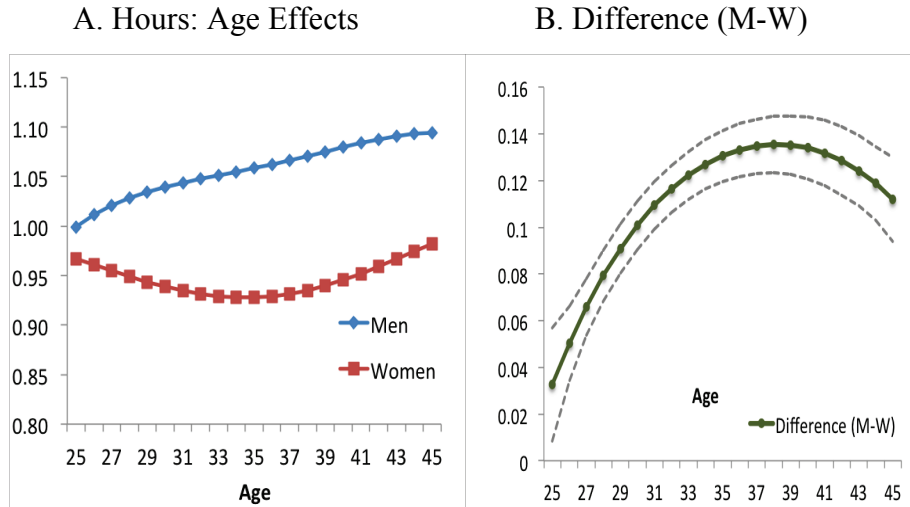 A. Hours: Age Effects
1.15
1.10
1.05
1.00
0.95
0.90
0.85
0.80
25 27 29 31 33 35 37 39 41 43 45
Age
Men
Women
B. Difference (M-W)
0.16
0.14
0.12
0.1
0.08
0.06
0.04
0.02
0
Age
Difference (M-W)
25 27 29 31 33 35 37 39 41 43 45